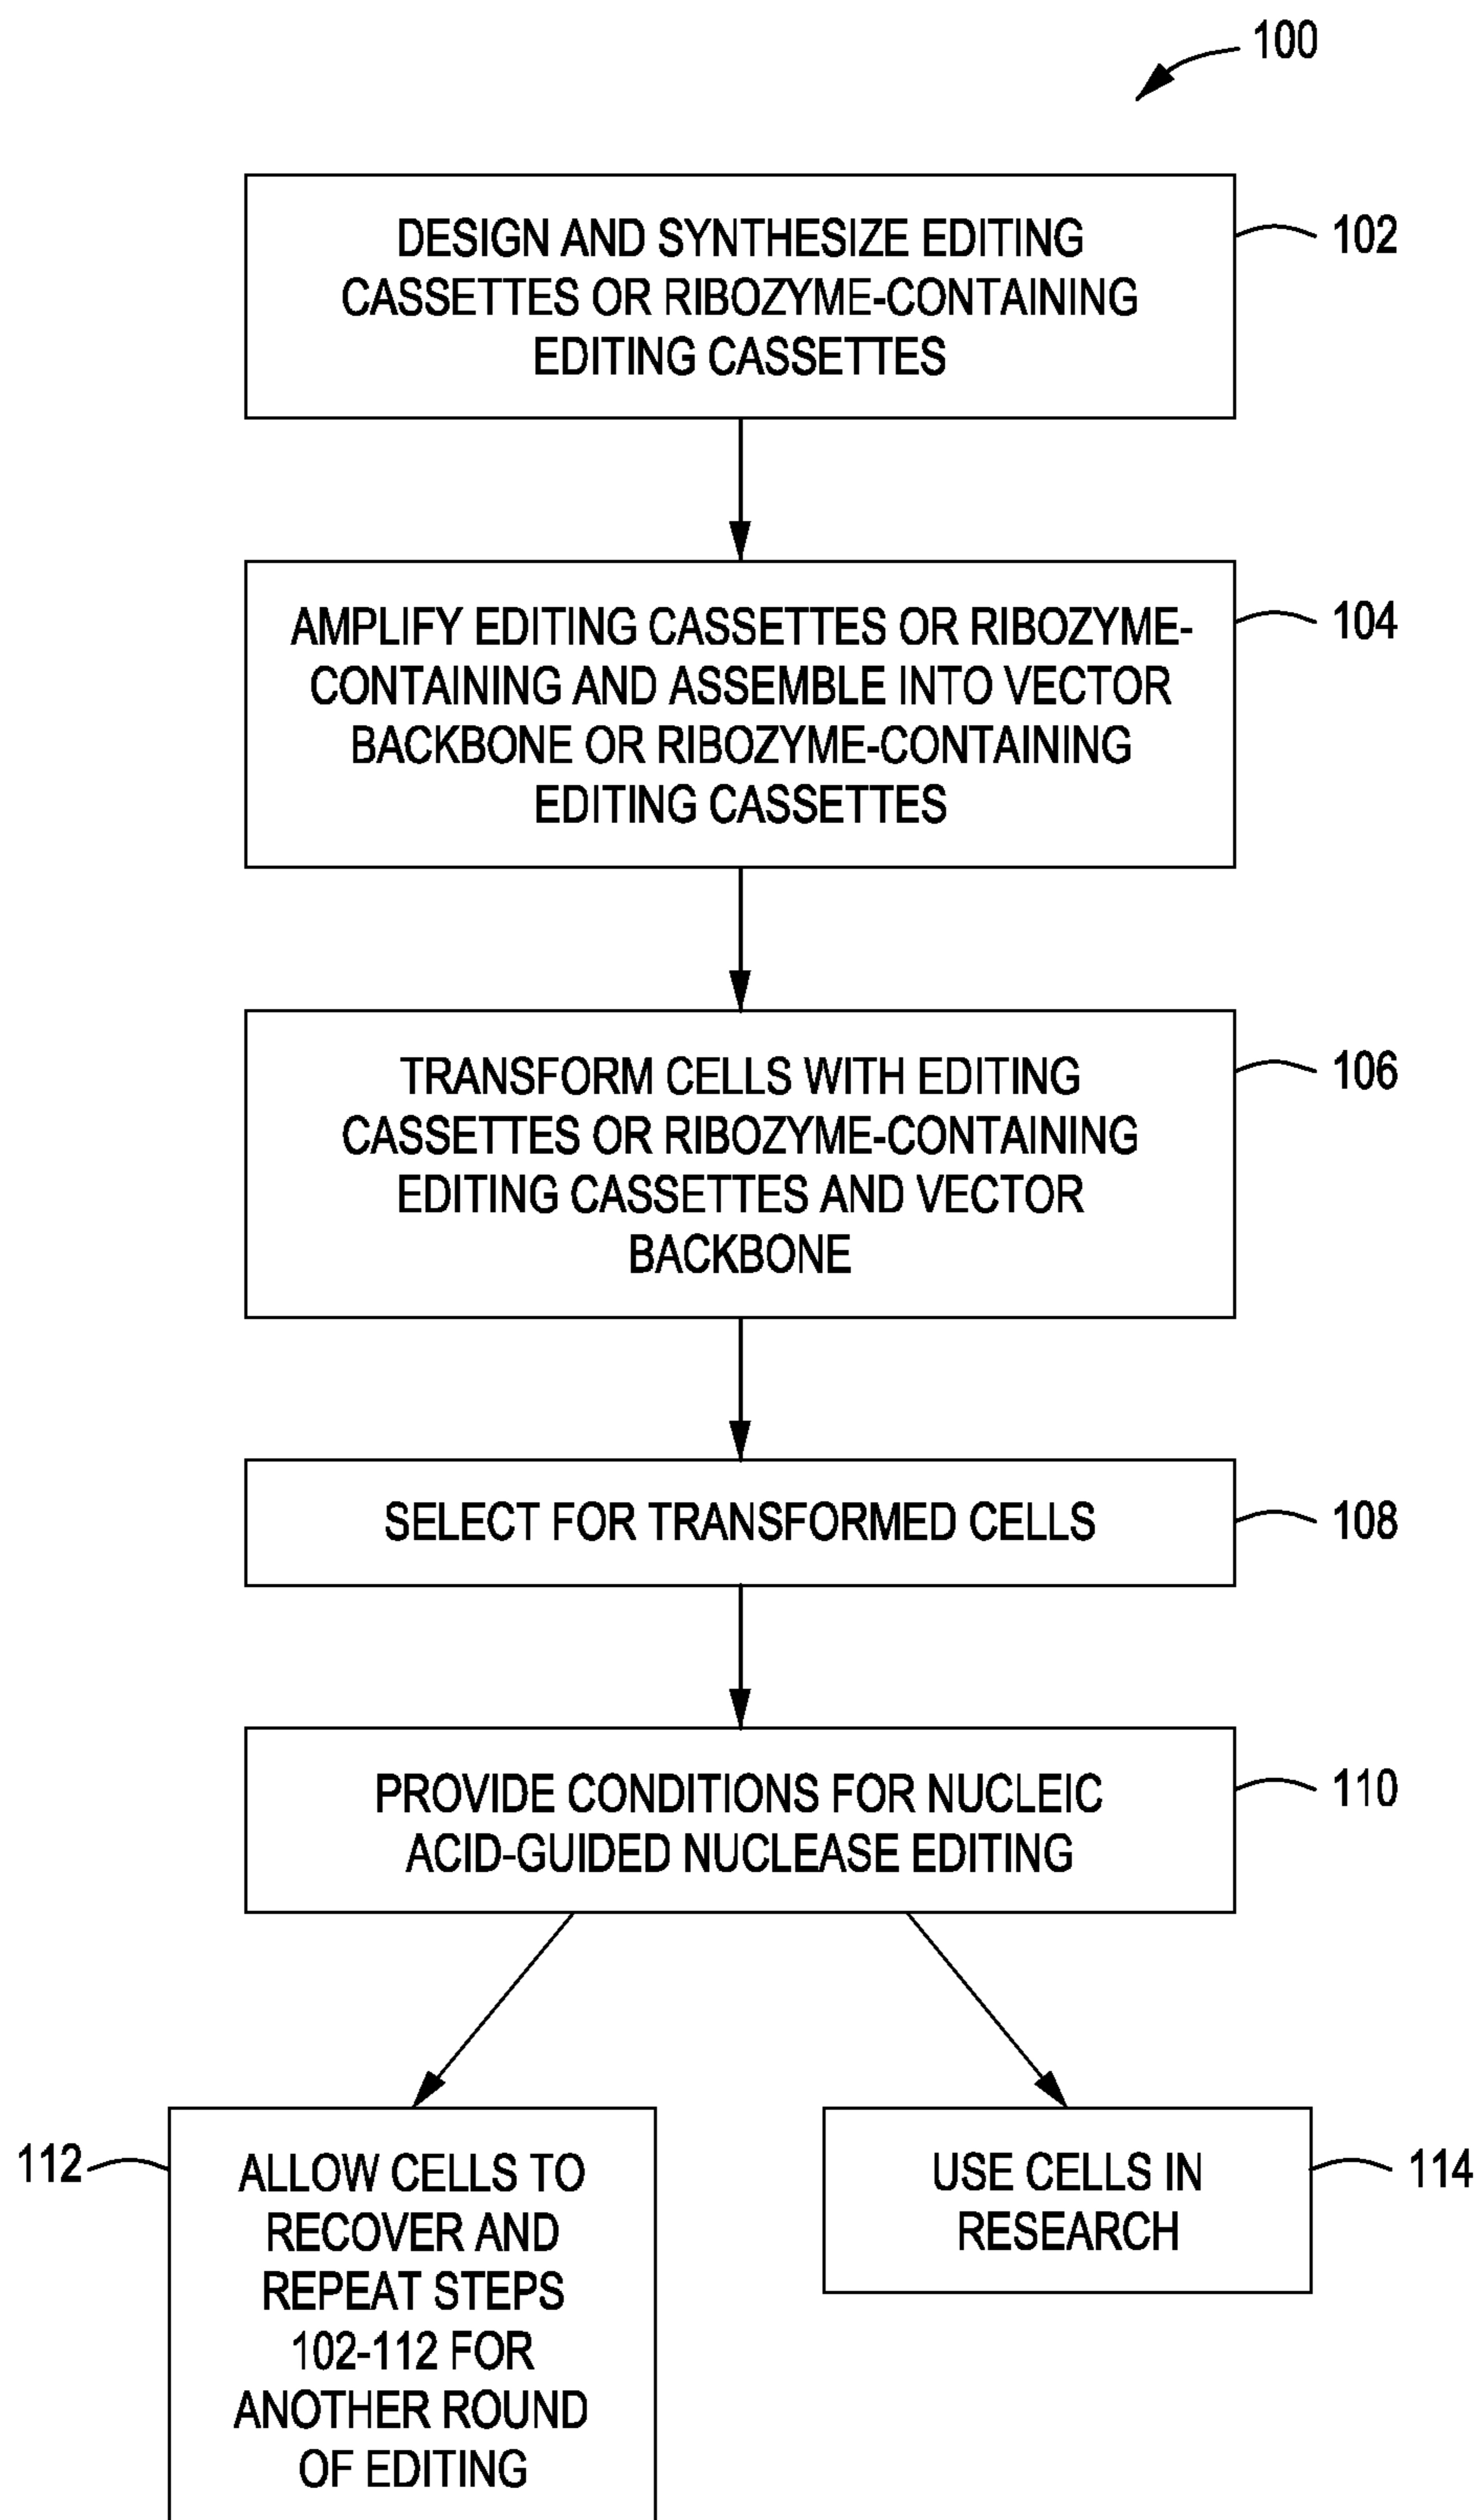 100
DESIGN AND SYNTHESIZE EDITING
CASSETTES OR RIBOZYME-CONTAINING
EDITING CASSETTES
102
AMPLIFY EDITING CASSETTES OR RIBOZYME-
CONTAINING AND ASSEMBLE INTO VECTOR
BACKBONE OR RIBOZYME-CONTAINING
EDITING CASSETTES
104
TRANSFORM CELLS WITH EDITING
CASSETTES OR RIBOZYME-CONTAINING
EDITING CASSETTES AND VECTOR
BACKBONE
106
SELECT FOR TRANSFORMED CELLS
108
PROVIDE CONDITIONS FOR NUCLEIC
ACID-GUIDED NUCLEASE EDITING
110
112
ALLOW CELLS TO
RECOVER AND
REPEAT STEPS
102-112 FOR
ANOTHER ROUND
OF EDITING
USE CELLS IN
RESEARCH
114